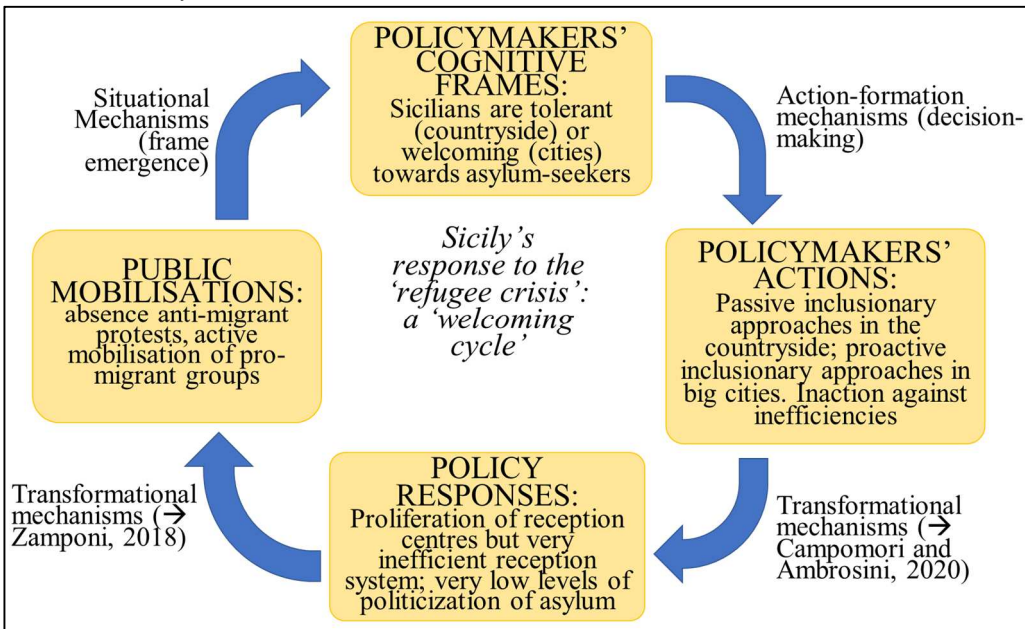 POLICYMAKERS'
COGNITIVE
FRAMES:
Sicilians are tolerant
(countryside) or
welcoming (cities)
towards asylum-seekers
Action-formation
mechanisms (decision-
making)
POLICYMAKERS'
ACTIONS:
Passive inclusionary
approaches in the
countryside; proactive
inclusionary approaches in
big cities. Inaction against
inefficiencies
Transformational
mechanisms (→
Campomori and
Ambrosini, 2020)
POLICY
RESPONSES:
Proliferation of reception
centres but very
inefficient reception
system; very low levels of
politicization of asylum
Transformational
mechanisms (→
Zamponi, 2018)
PUBLIC
MOBILISATIONS:
absence anti-migrant
protests, active
mobilisation of pro-
migrant groups
Situational
Mechanisms
(frame
emergence)
Sicily's
response to the
'refugee crisis':
a 'welcoming
cycle'